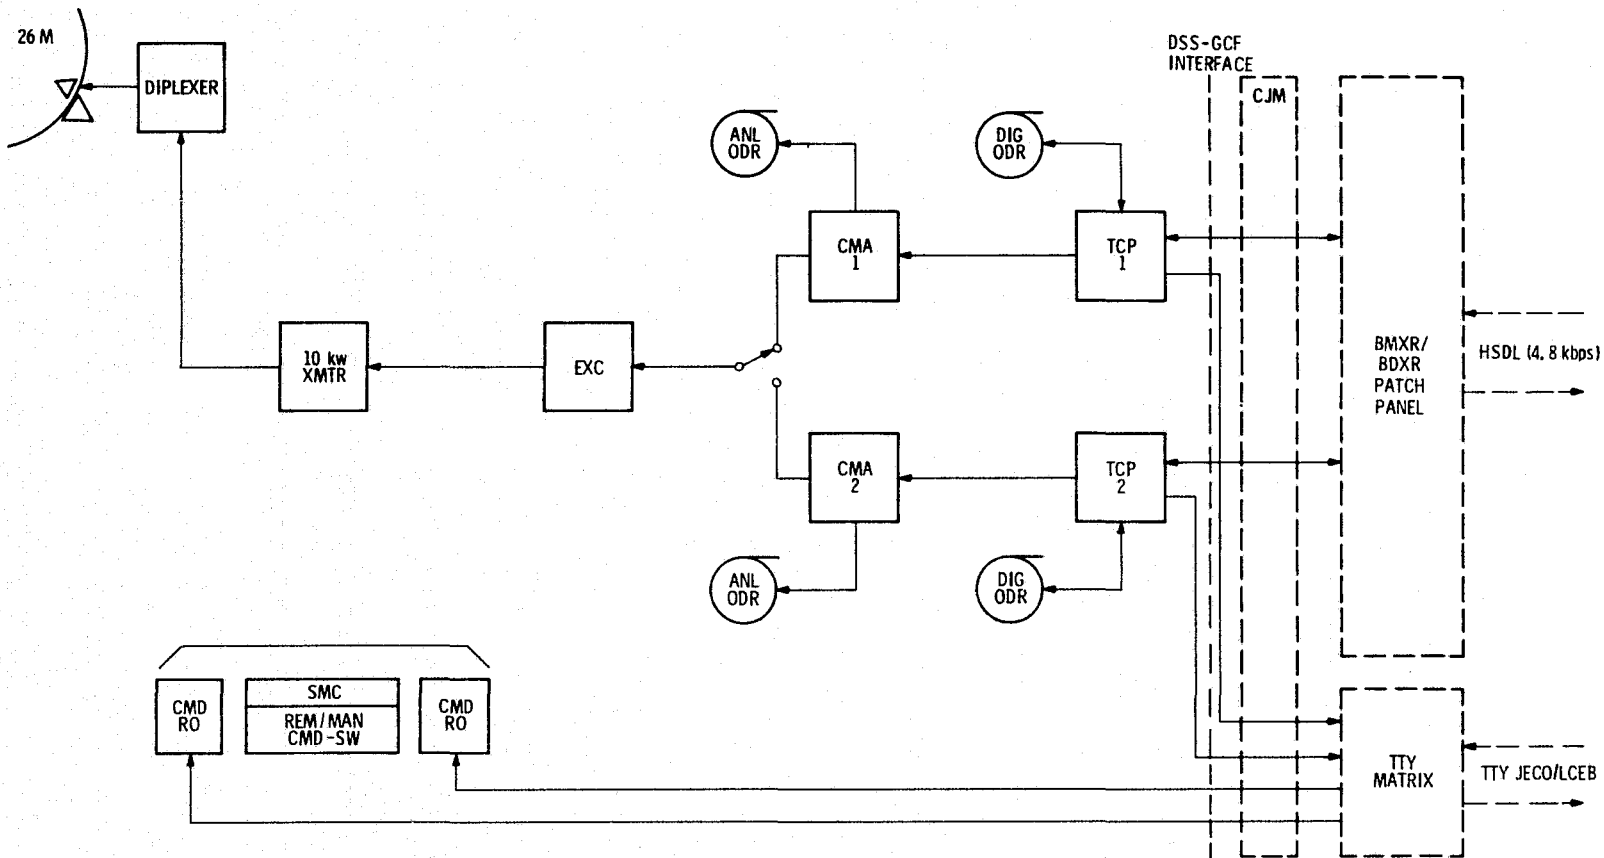 26 M
DIPLEXER
DSS-GCF
INTERFACE
CJM
ANL
ODR
DIG
ODR
CMA
1
TCP
1
10 kw
XMTR
EXC
BMXR/
BDXR
PATCH
PANEL
HSDL (4.8 kbps)
CMA
2
TCP
2
ANL
ODR
DIG
ODR
CMD
RO
SMC
REM/MAN
CMD-SW
CMD
RO
TTY
MATRIX
TTY JECO/LCEB